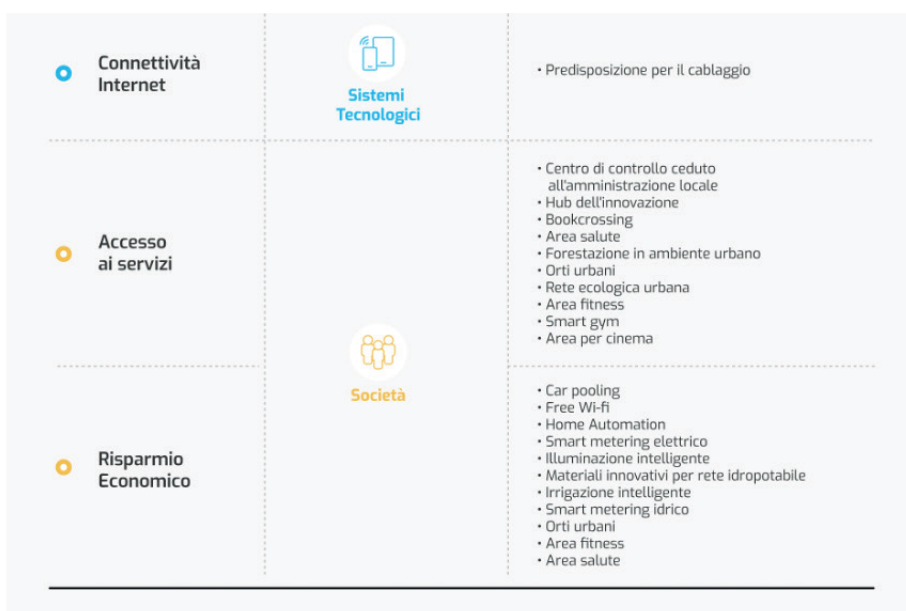 Connettività
Internet
Sistemi
Tecnologici
• Predisposizione per il cablaggio
Accesso
ai servizi
• Centro di controllo ceduto
all'amministrazione locale
• Hub dell'innovazione
• Bookcrossing
• Area salute
• Forestazione in ambiente urbano
• Orti urbani
• Rete ecologica urbana
• Area fitness
• Smart gym
• Area per cinema
Società
Risparmio
Economico
• Car pooling
• Free Wi-fi
• Home Automation
• Smart metering elettrico
• Illuminazione intelligente
• Materiali innovativi per rete idropotabile
• Irrigazione intelligente
• Smart metering idrico
• Orti urbani
• Area fitness
• Area salute